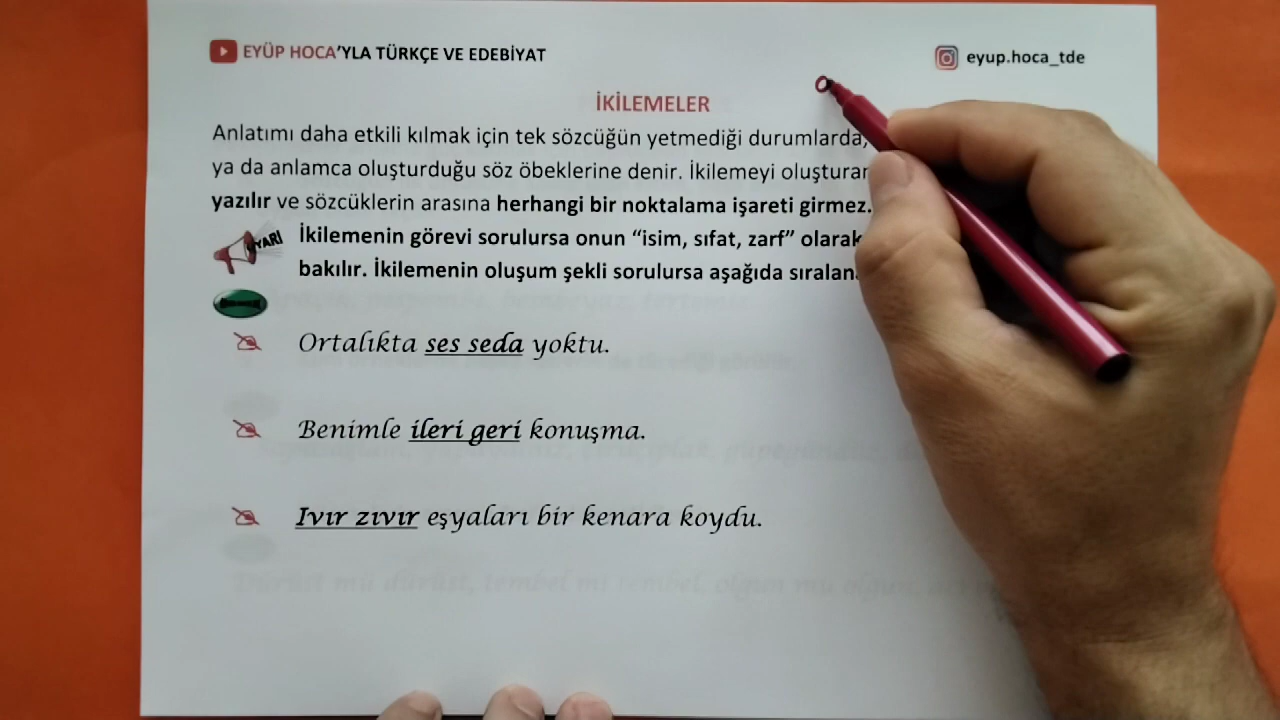 EYÜP HOCA'YLA TÜRKÇE VE EDEBİYAT
eyup.hoca_tde
İKİLEMELER
Anlatımı daha etkili kılmak için tek sözcüğün yetmediği durumlarda,
ya da anlamca oluşturduğu söz öbeklerine denir. İkilemeyi oluşturan
yazılır ve sözcüklerin arasına herhangi bir noktalama işareti girmez.
UYARI
İkilemenin görevi sorulursa onun “isim, sıfat, zarf” olarak
bakılır. İkilemenin oluşum şekli sorulursa aşağıda
Ortalıkta ses seda yoktu.
Benimle ileri geri konuşma.
Ivır zıvır eşyaları bir kenara koydu.